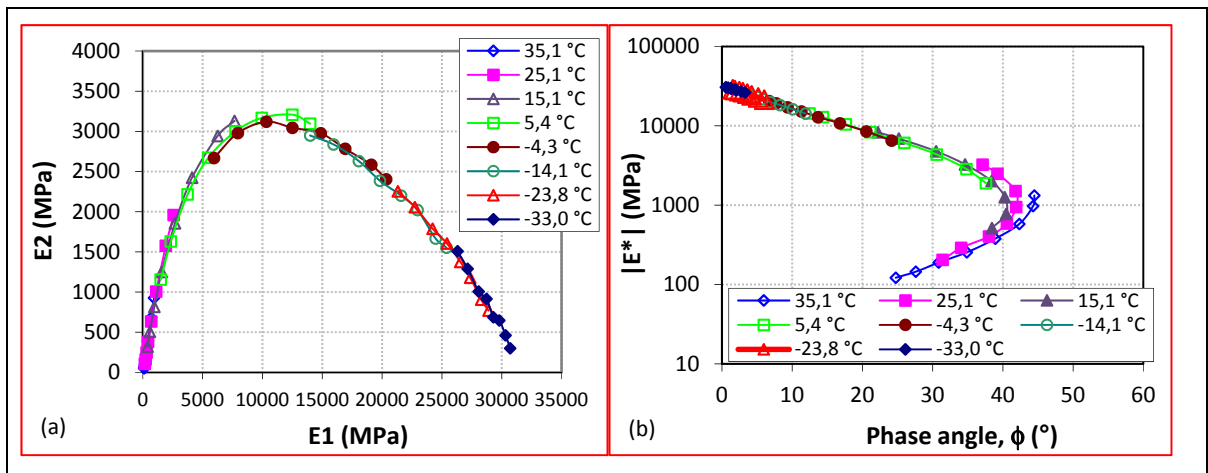 4000
3500
3000
2500
2000
1500
1000
500
0
E2 (MPa)
0 5000 10000 15000 20000 25000 30000 35000
E1 (MPa)
(a)
35,1 °C
25,1 °C
15,1 °C
5,4 °C
-4,3 °C
-14,1 °C
-23,8 °C
-33,0 °C
100000
10000
1000
100
10
|E*| (MPa)
35,1 °C 25,1 °C 15,1 °C
5,4 °C -4,3 °C -14,1 °C
-23,8 °C -33,0 °C
0 10 20 30 40 50 60
Phase angle, ϕ (°)
(b)